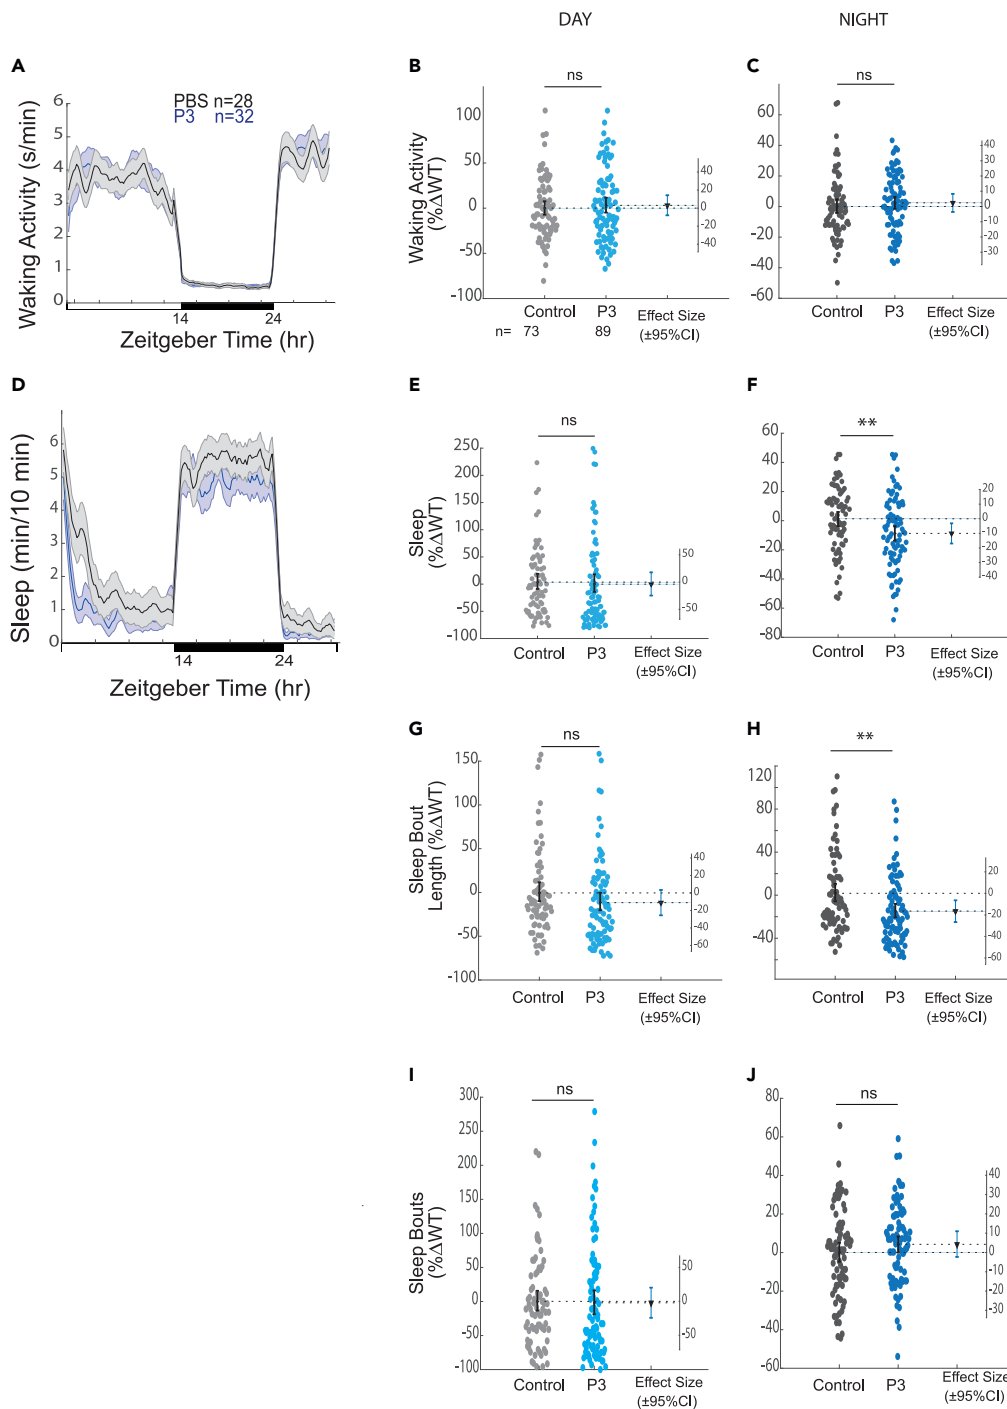 DAY
NIGHT
A
PBS n=28
P3 n=32
6
5
4
3
2
1
0
Waking Activity (s/min)
14
24
Zeitgeber Time (hr)
B
ns
100
50
0
-50
-100
Waking Activity
(%ΔWT)
40
20
0
-20
-40
Control
P3
Effect Size
(±95%CI)
n= 73 89
C
ns
60
40
20
0
-20
-40
-60
40
30
20
10
0
-10
-20
-30
Control
P3
Effect Size
(±95%CI)
D
6
5
4
3
2
1
0
Sleep (min/10 min)
14
24
Zeitgeber Time (hr)
E
ns
250
200
150
100
50
0
-50
-100
Sleep
(%ΔWT)
50
0
-50
Control
P3
Effect Size
(±95%CI)
F
**
60
40
20
0
-20
-40
-60
-80
20
10
0
-10
-20
-30
-40
-50
Control
P3
Effect Size
(±95%CI)
G
ns
150
100
50
0
-50
-100
Sleep Bout
Length (%ΔWT)
40
20
0
-20
-40
-60
Control
P3
Effect Size
(±95%CI)
H
**
120
80
40
0
-40
20
0
-20
-40
-60
Control
P3
Effect Size
(±95%CI)
I
ns
300
250
200
150
100
50
0
-50
-100
Sleep Bouts
(%ΔWT)
50
0
-50
Control
P3
Effect Size
(±95%CI)
J
ns
80
60
40
20
0
-20
-40
-60
40
30
20
10
0
-10
-20
-30
Control
P3
Effect Size
(±95%CI)